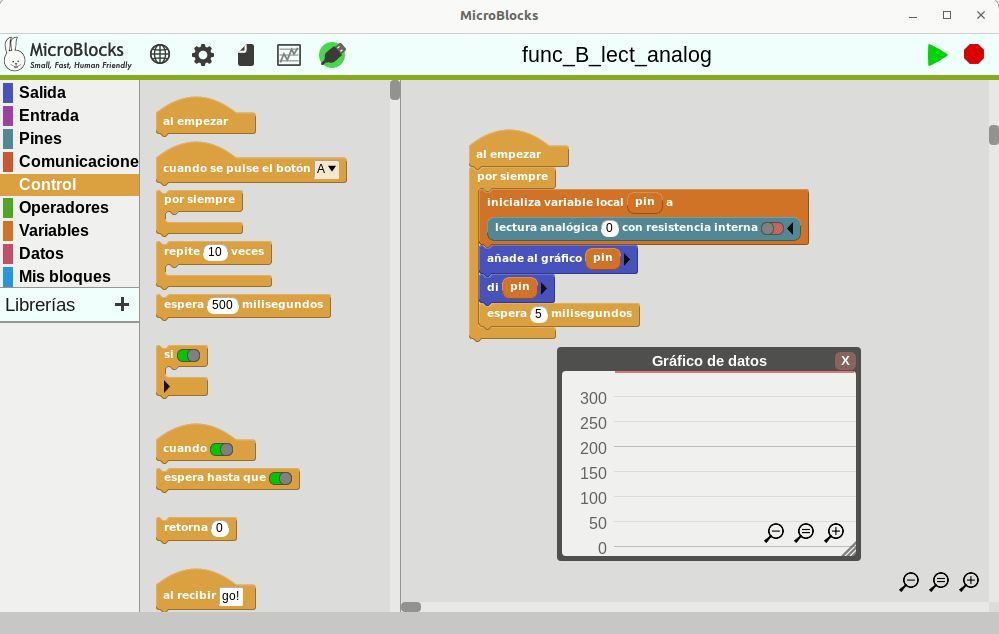 MicroBlocks
MicroBlocks
Small, Fast, Human Friendly
func_B_lect_analog
Salida
Entrada
Pines
Comunicacione
Control
Operadores
Variables
Datos
Mis bloques
Librerías +
al empezar
cuando se pulse el botón A
por siempre
repite 10 veces
espera 500 milisegundos
si
cuando
espera hasta que
retorna 0
al recibir go!
al empezar
por siempre
inicializa variable local pin a
lectura analógica 0 con resistencia interna
añade al gráfico pin
di pin
espera 5 milisegundos
Gráfico de datos X
300
250
200
150
100
50
0